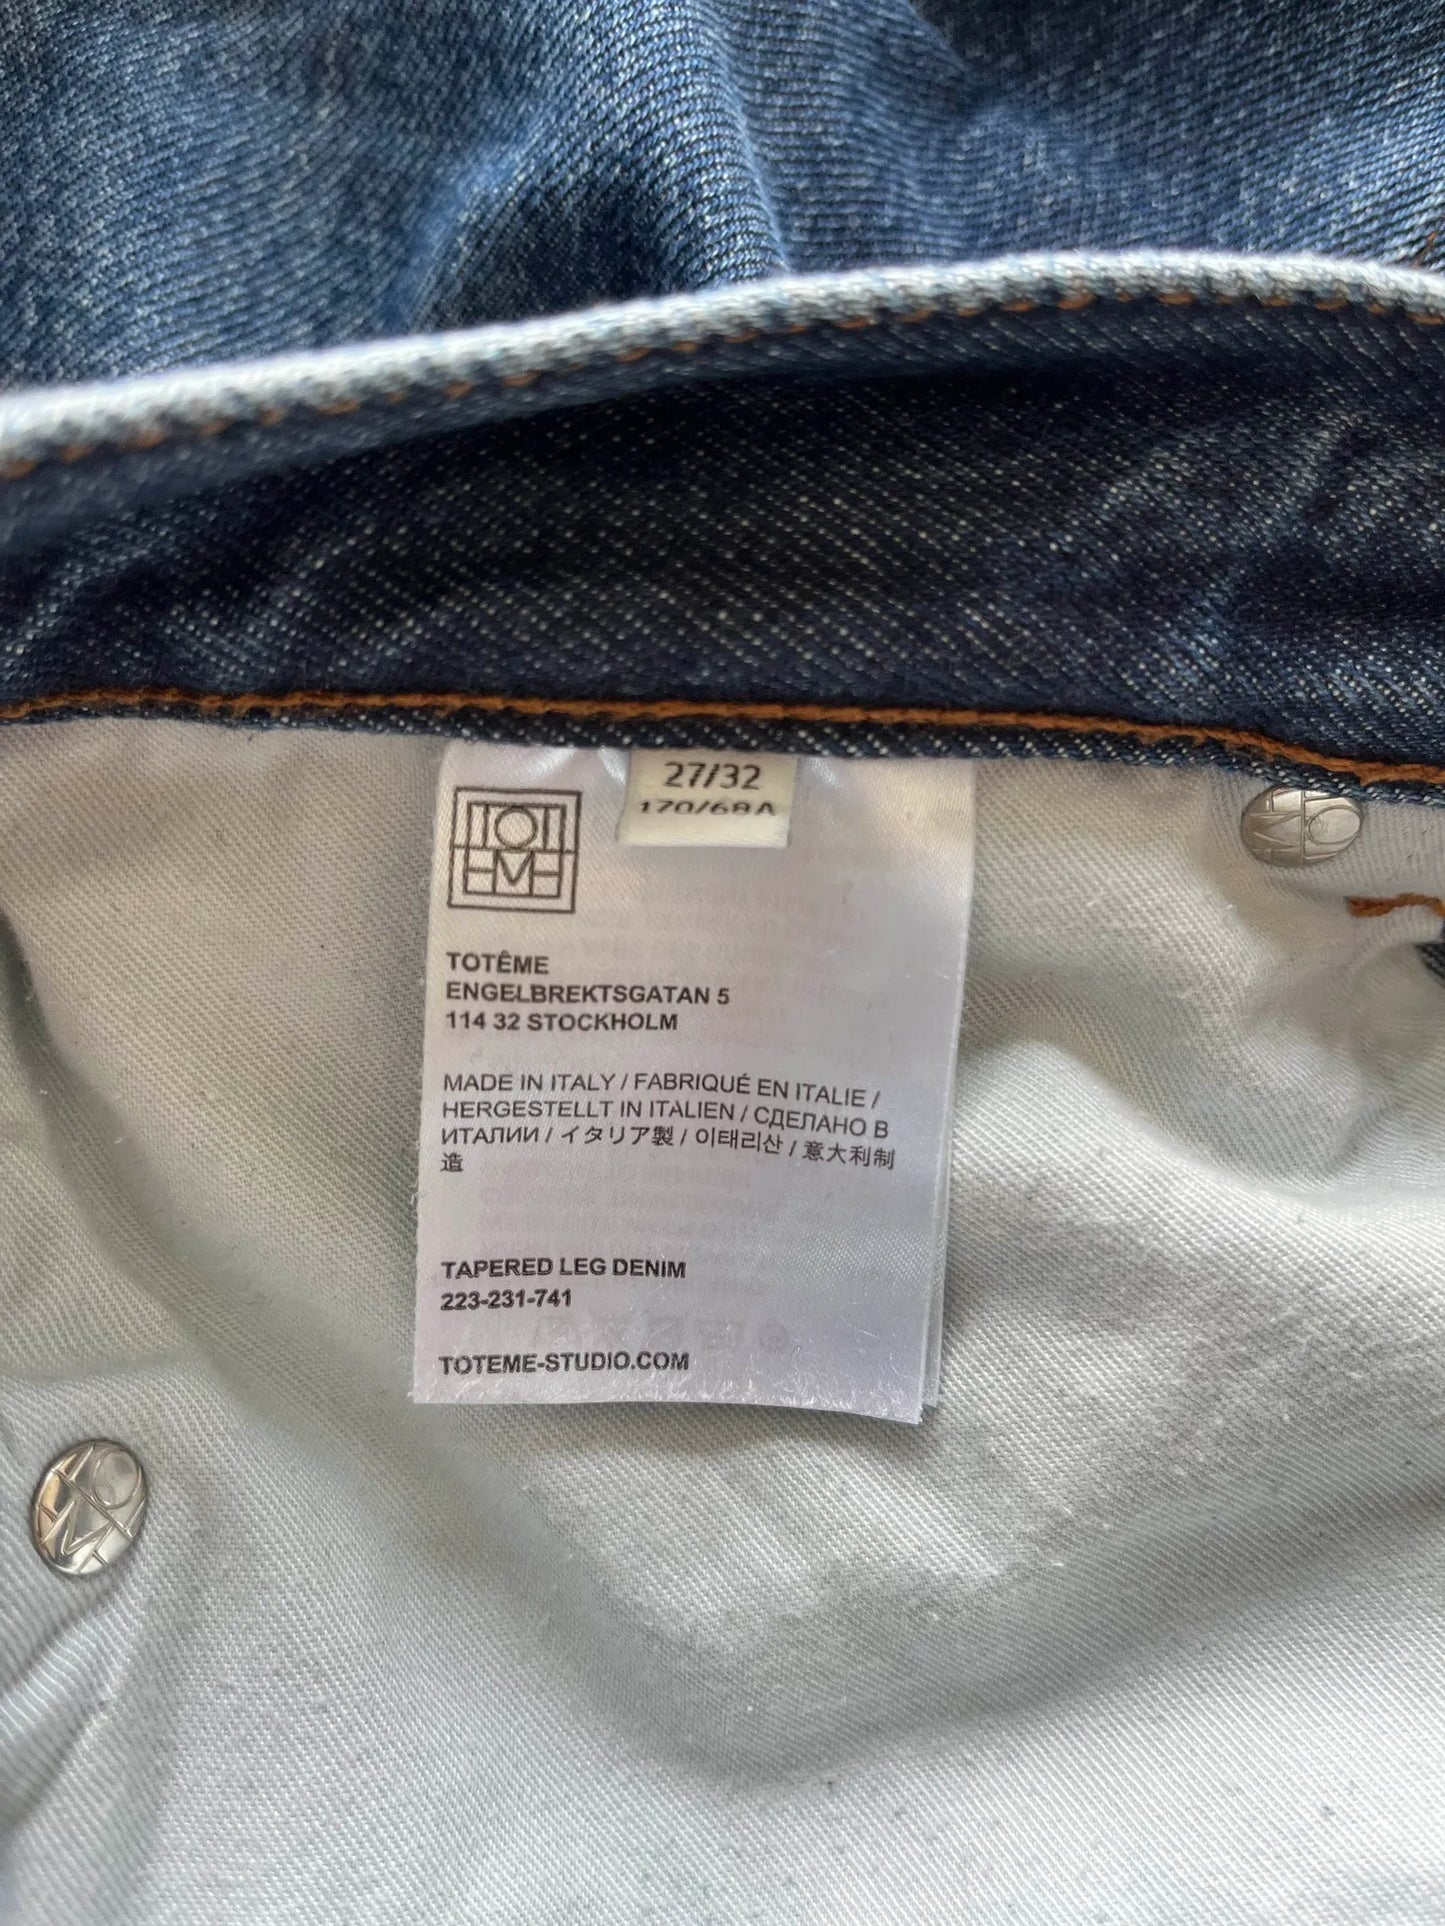 27/32
170/68A
TOTÊME
ENGELBREKTSGATAN 5
114 32 STOCKHOLM
MADE IN ITALY / FABRIQUÉ EN ITALIE /
HERGESTELLT IN ITALIEN / СДЕЛАНО В
ИТАЛИИ / イタリア製 / 이태리산 / 意大利制
造
TAPERED LEG DENIM
223-231-741
TOTEME-STUDIO.COM